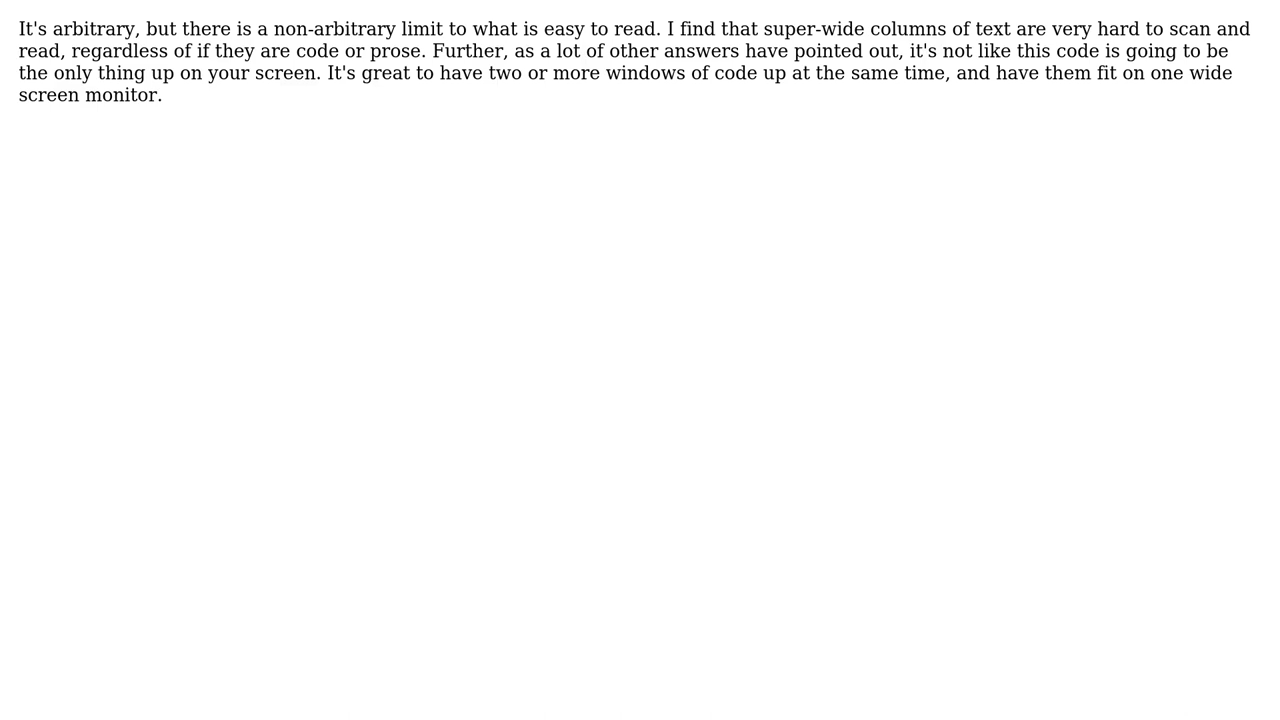 It's arbitrary, but there is a non-arbitrary limit to what is easy to read. I find that super-wide columns of text are very hard to scan and
read, regardless of if they are code or prose. Further, as a lot of other answers have pointed out, it's not like this code is going to be
the only thing up on your screen. It's great to have two or more windows of code up at the same time, and have them fit on one wide
screen monitor.